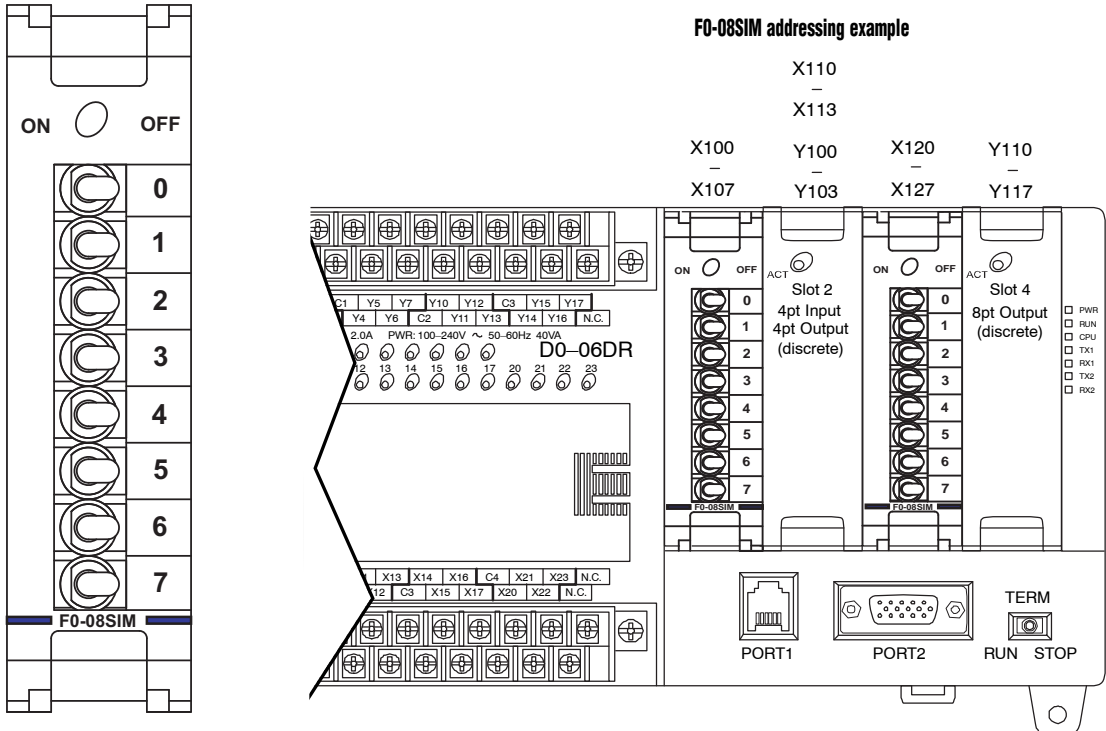 ON OFF
0
1
2
3
4
5
6
7
F0-08SIM
F0-08SIM addressing example
X110
–
X113
X100 Y100 X120 Y110
– – – –
X107 Y103 X127 Y117
C1 Y5 Y7 Y10 Y12 C3 Y15 Y17
Y4 Y6 C2 Y11 Y13 Y14 Y16 N.C.
2.0A PWR: 100–240V ~ 50–60Hz 40VA
D0–06DR
12 13 14 15 16 17 20 21 22 23
X13 X14 X16 C4 X21 X23 N.C.
C3 X15 X17 X20 X22 N.C.
ON OFF
0
1
2
3
4
5
6
7
F0-08SIM
ACT
Slot 2
4pt Input
4pt Output
(discrete)
ON OFF
0
1
2
3
4
5
6
7
F0-08SIM
ACT
Slot 4
8pt Output
(discrete)
PWR
RUN
CPU
TX1
RX1
TX2
RX2
PORT1
PORT2
TERM
RUN STOP